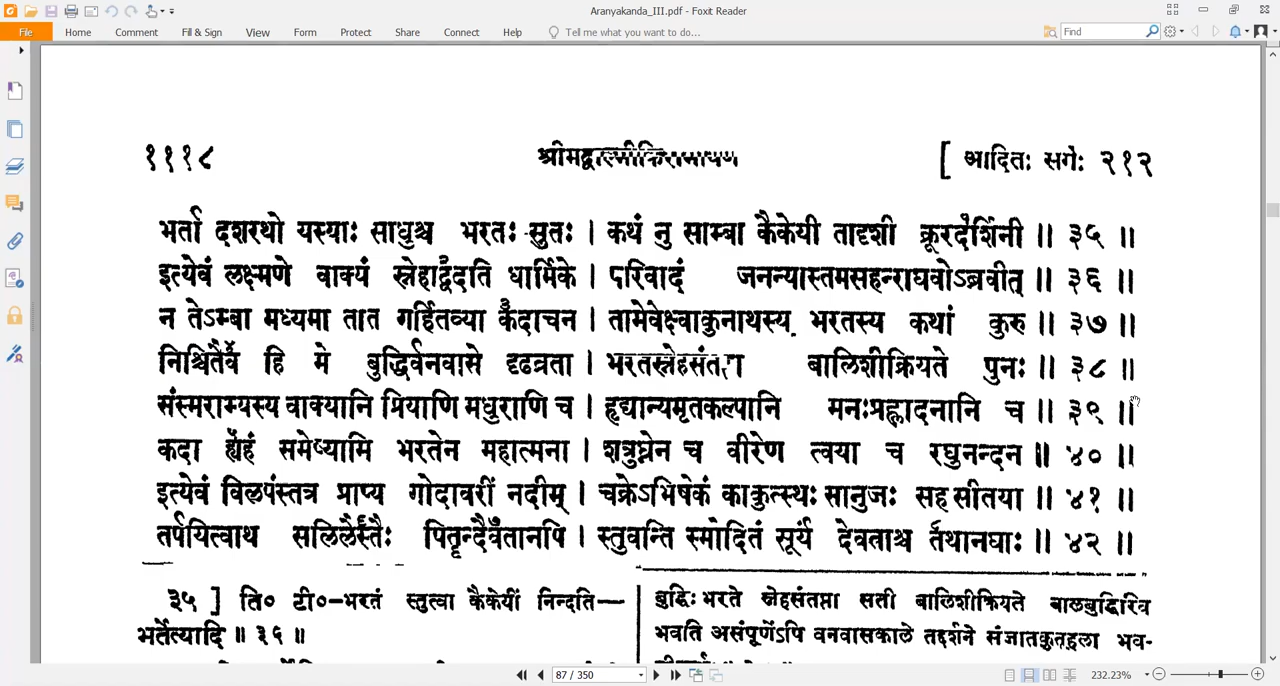 Aranyakanda_III.pdf - Foxit Reader
File Home Comment Fill & Sign View Form Protect Share Connect Help Tell me what you want to do... Find
१११८ श्रीमद्वाल्मीकिरामायण [ आदितः सर्गः २१२
भर्ता दशरथो यस्याः साधुश्च भरतः सुतः । कथं नु साम्बा कैकेयी तादृशी क्रूरदर्शिनी ॥ ३५ ॥
इत्येवं लक्ष्मणे वाक्यं स्नेहाद्वदति धार्मिके । परिवादं जनन्यास्तमसहन्राघवोऽब्रवीत् ॥ ३६ ॥
न तेऽम्बा मध्यमा तात गर्हितव्या कदाचन । तामेवेक्ष्वाकुनाथस्य भरतस्य कथां कुरु ॥ ३७ ॥
निश्चितैव हि मे बुद्धिर्वनवासे दृढव्रता । भरतस्नेहसंतप्ता बालिशीक्रियते पुनः ॥ ३८ ॥
संस्मराम्यस्य वाक्यानि प्रियाणि मधुराणि च । हृद्यान्यमृतकल्पानि मनःप्रह्लादनानि च ॥ ३९ ॥
कदा ह्यहं समेष्यामि भरतेन महात्मना । शत्रुघ्नेन च वीरेण त्वया च रघुनन्दन ॥ ४० ॥
इत्येवं विलपंस्तत्र प्राप्य गोदावरीं नदीम् । चक्रेऽभिषेकं काकुत्स्थः सानुजः सह सीतया ॥ ४१ ॥
तर्पयित्वाथ सलिलैस्तैः पितॄन्दैवतानपि । स्तुवन्ति स्मोदितं सूर्यं देवताश्च तथानघाः ॥ ४२ ॥
३५ ] ति० टी०–भरतं स्तुत्वा कैकेयीं निन्दति—
भर्तेत्यादि ॥ ३६ ॥
बुद्धिः भरते स्नेहसंतप्ता सती बालिशीक्रियते बालबुद्धिरिव
भवति असंपूर्णेऽपि वनवासकाले तद्दर्शने संजातकुतूहला भव-
87 / 350 232.23%